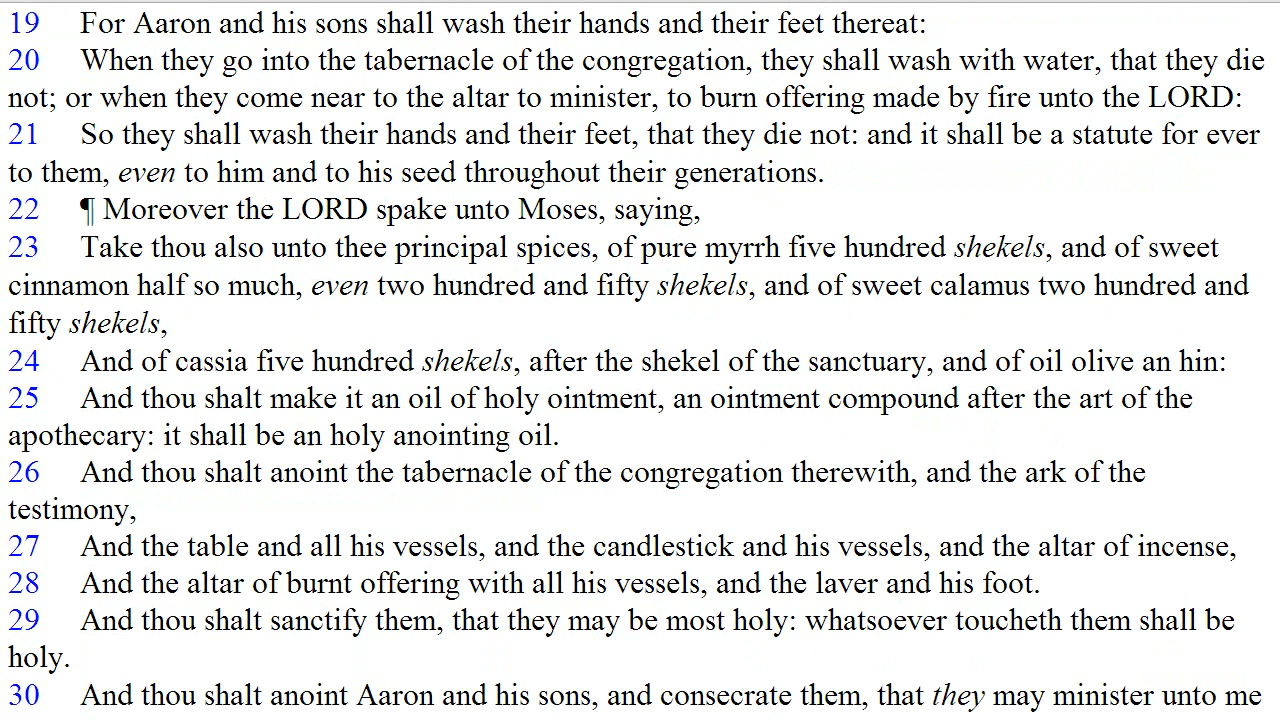 19 For Aaron and his sons shall wash their hands and their feet thereat:
20 When they go into the tabernacle of the congregation, they shall wash with water, that they die
not; or when they come near to the altar to minister, to burn offering made by fire unto the LORD:
21 So they shall wash their hands and their feet, that they die not: and it shall be a statute for ever
to them, even to him and to his seed throughout their generations.
22 ¶ Moreover the LORD spake unto Moses, saying,
23 Take thou also unto thee principal spices, of pure myrrh five hundred shekels, and of sweet
cinnamon half so much, even two hundred and fifty shekels, and of sweet calamus two hundred and
fifty shekels,
24 And of cassia five hundred shekels, after the shekel of the sanctuary, and of oil olive an hin:
25 And thou shalt make it an oil of holy ointment, an ointment compound after the art of the
apothecary: it shall be an holy anointing oil.
26 And thou shalt anoint the tabernacle of the congregation therewith, and the ark of the
testimony,
27 And the table and all his vessels, and the candlestick and his vessels, and the altar of incense,
28 And the altar of burnt offering with all his vessels, and the laver and his foot.
29 And thou shalt sanctify them, that they may be most holy: whatsoever toucheth them shall be
holy.
30 And thou shalt anoint Aaron and his sons, and consecrate them, that they may minister unto me